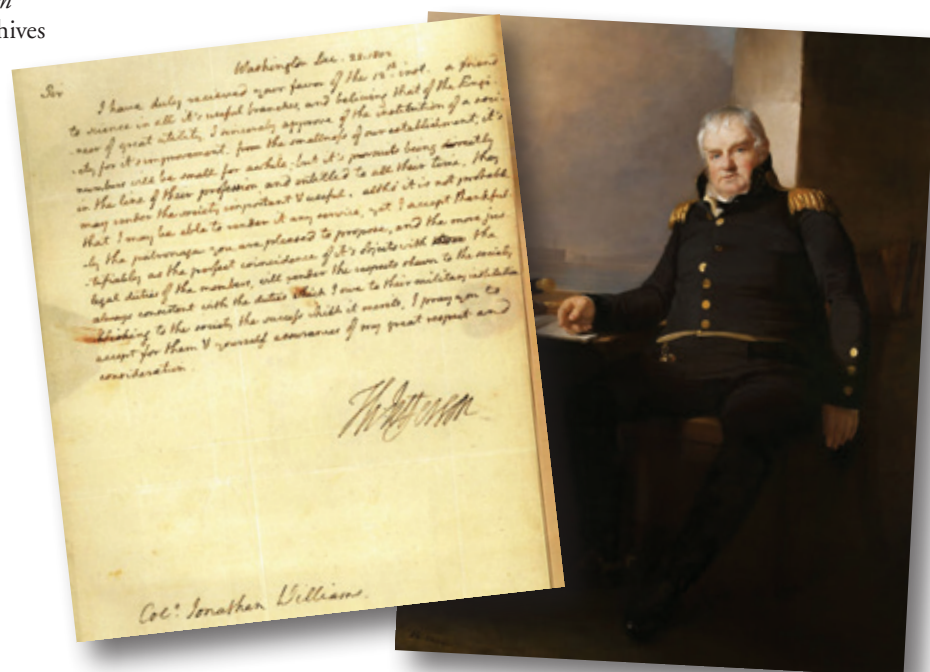 n
hives
Washington Dec. 22. 1802.
Sir
I have duly recieved your favor of the 12th inst. a friend
to science in all it's useful branches, and believing that of the Engi-
-neer of great utility, I sincerely approve of the institution of a soci-
-ety for it's improvement. from the smallness of our establishment, it's
numbers will be small for awhile, but it's pursuits being directly
in the line of their profession and intitled to all their time, they
may render the society important & useful. altho' it is not probable
that I may be able to render it any service, yet I accept thankful-
-ly the patronage you are pleased to propose, and the more jus-
-tifiably as the perfect coincidence of it's objects with the
legal duties of the members, will render the respects shewn to the society
always consistent with the duties which I owe to their military institution
wishing to the society the success which it merits, I pray you to
accept for them & yourself assurances of my great respect and
consideration.
Th Jefferson
Colo. Jonathan Williams.